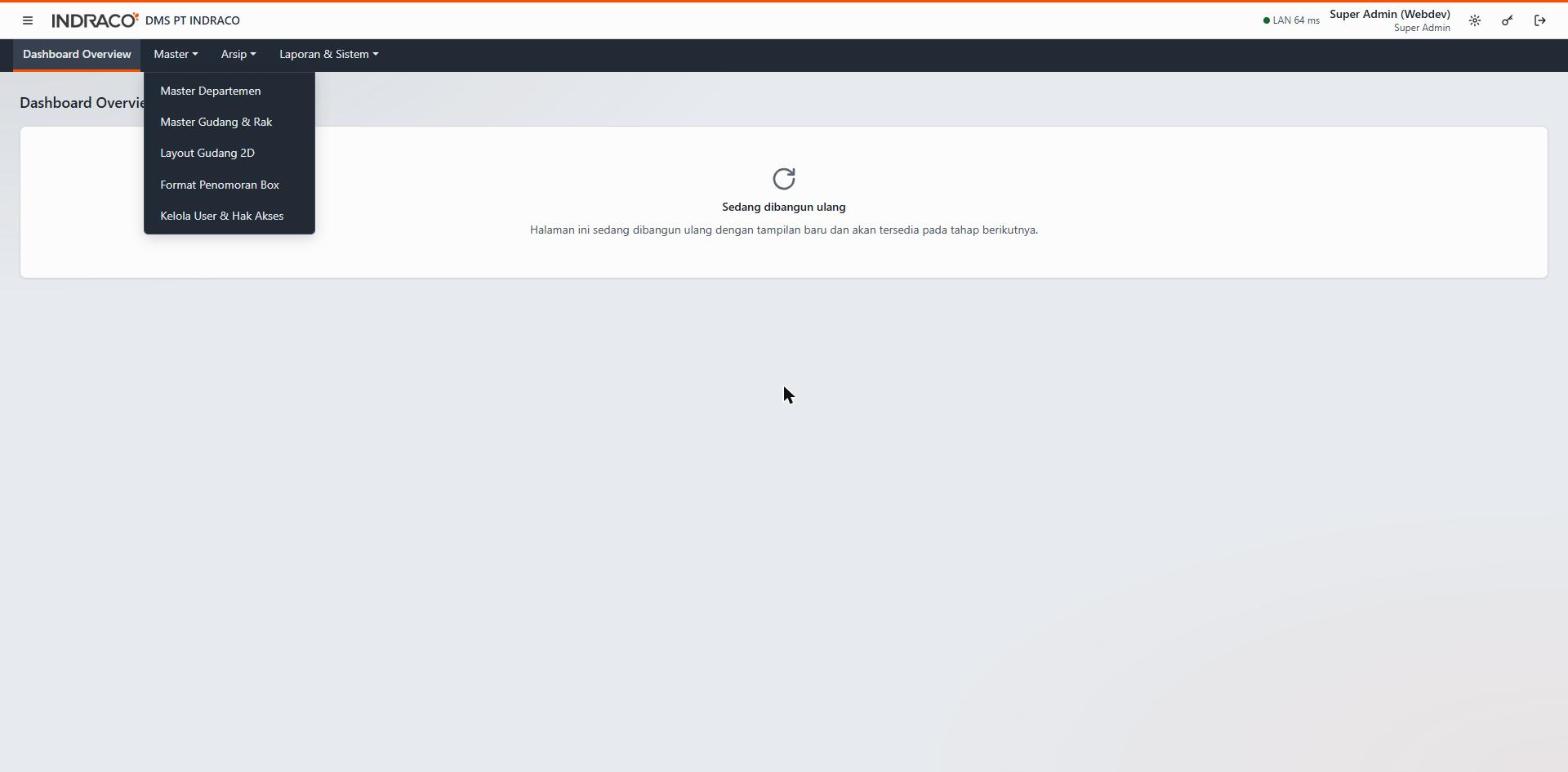 INDRACO DMS PT INDRACO
LAN 64 ms
Super Admin (Webdev)
Super Admin
Dashboard Overview Master Arsip Laporan & Sistem
Master Departemen
Master Gudang & Rak
Layout Gudang 2D
Format Penomoran Box
Kelola User & Hak Akses
Dashboard Overvie
Sedang dibangun ulang
Halaman ini sedang dibangun ulang dengan tampilan baru dan akan tersedia pada tahap berikutnya.